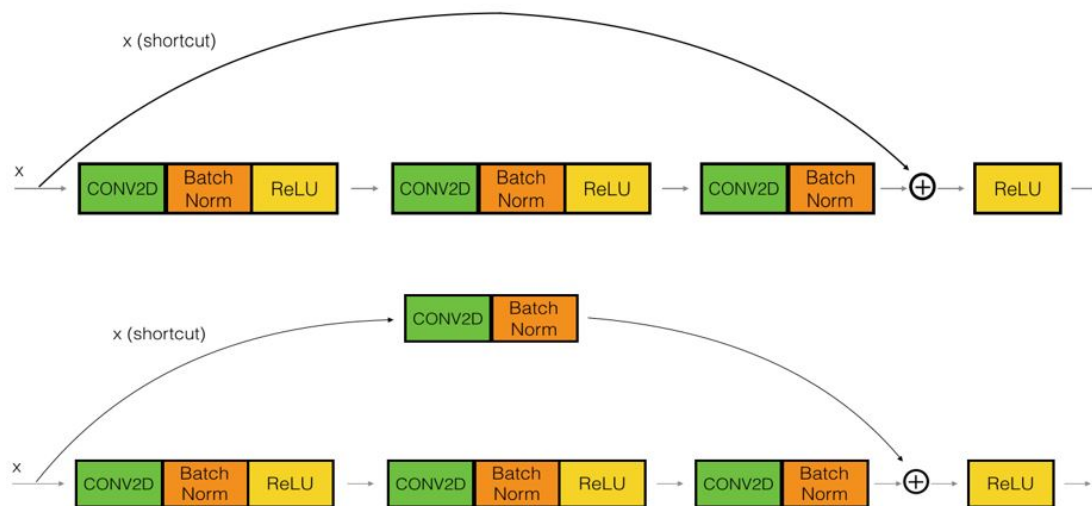 x (shortcut)
x
CONV2D
Batch
Norm
ReLU
CONV2D
Batch
Norm
ReLU
CONV2D
Batch
Norm
ReLU
x (shortcut)
CONV2D
Batch
Norm
x
CONV2D
Batch
Norm
ReLU
CONV2D
Batch
Norm
ReLU
CONV2D
Batch
Norm
ReLU